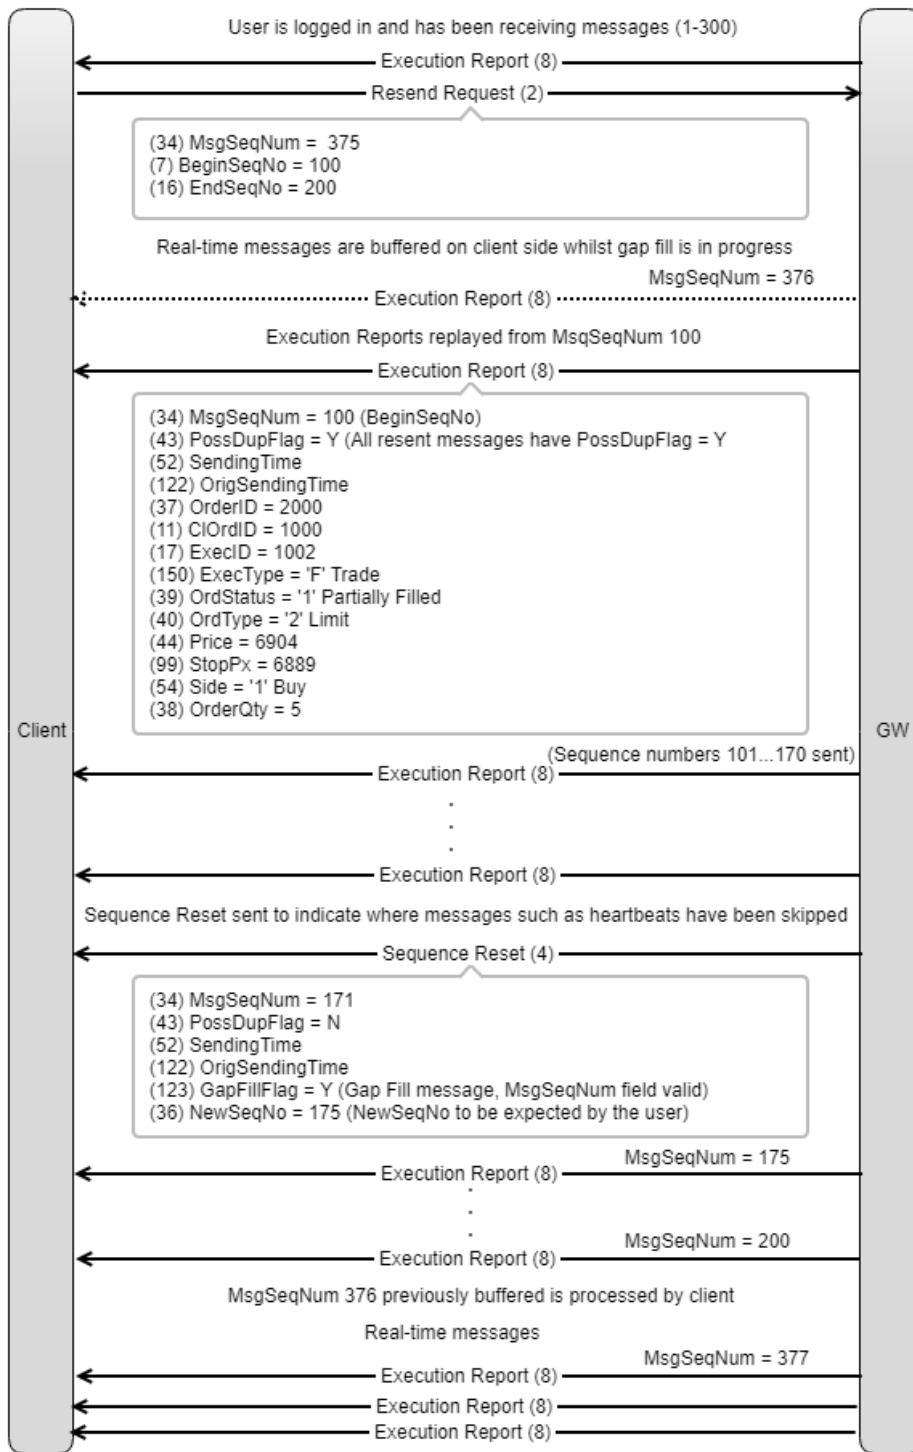 User is logged in and has been receiving messages (1-300)
Execution Report (8)
Resend Request (2)
(34) MsgSeqNum = 375
(7) BeginSeqNo = 100
(16) EndSeqNo = 200
Real-time messages are buffered on client side whilst gap fill is in progress
MsgSeqNum = 376
Execution Report (8)
Execution Reports replayed from MsqSeqNum 100
Execution Report (8)
(34) MsgSeqNum = 100 (BeginSeqNo)
(43) PossDupFlag = Y (All resent messages have PossDupFlag = Y
(52) SendingTime
(122) OrigSendingTime
(37) OrderID = 2000
(11) ClOrdID = 1000
(17) ExecID = 1002
(150) ExecType = 'F' Trade
(39) OrdStatus = '1' Partially Filled
(40) OrdType = '2' Limit
(44) Price = 6904
(99) StopPx = 6889
(54) Side = '1' Buy
(38) OrderQty = 5
Client
GW
(Sequence numbers 101...170 sent)
Execution Report (8)
.
.
.
Execution Report (8)
Sequence Reset sent to indicate where messages such as heartbeats have been skipped
Sequence Reset (4)
(34) MsgSeqNum = 171
(43) PossDupFlag = N
(52) SendingTime
(122) OrigSendingTime
(123) GapFillFlag = Y (Gap Fill message, MsgSeqNum field valid)
(36) NewSeqNo = 175 (NewSeqNo to be expected by the user)
MsgSeqNum = 175
Execution Report (8)
.
.
.
MsgSeqNum = 200
Execution Report (8)
MsgSeqNum 376 previously buffered is processed by client
Real-time messages
MsgSeqNum = 377
Execution Report (8)
Execution Report (8)
Execution Report (8)